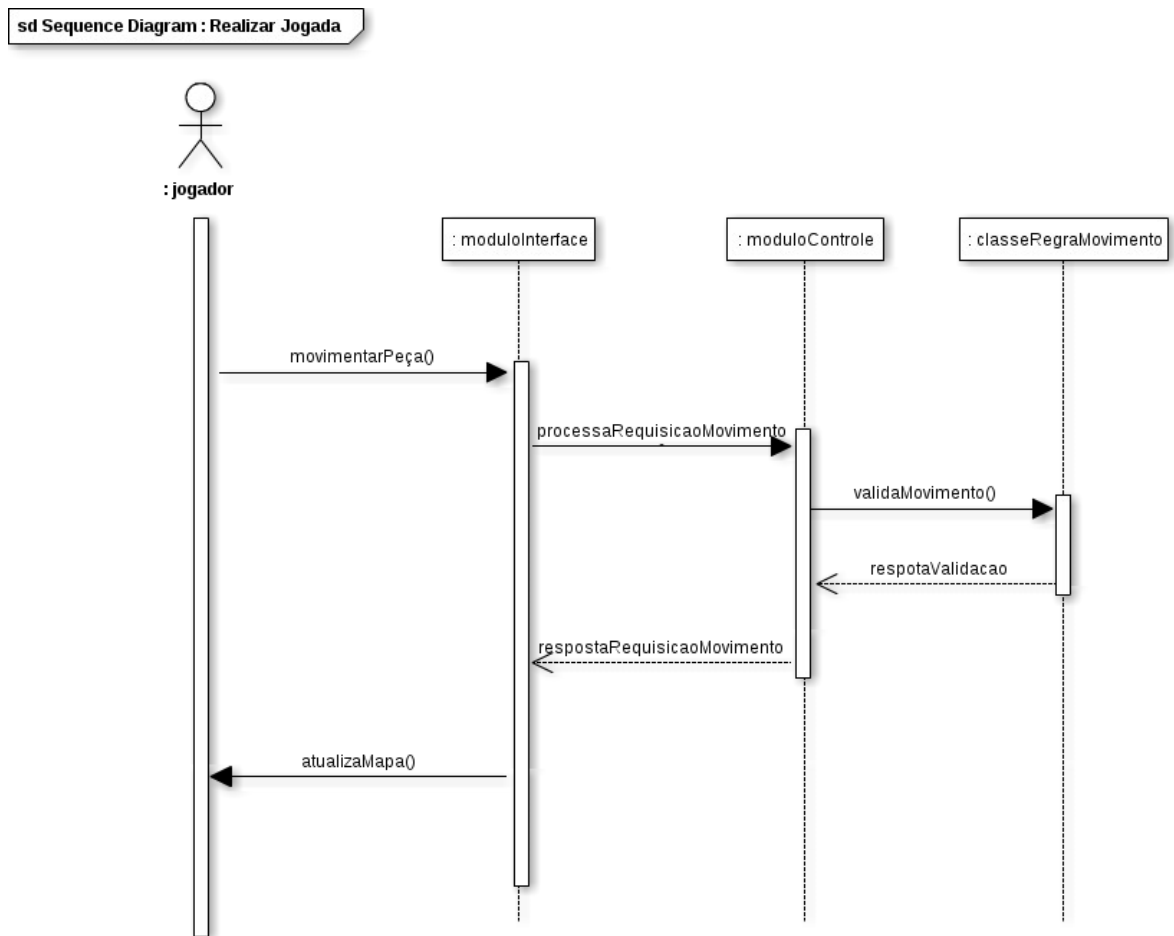 sd Sequence Diagram : Realizar Jogada
: jogador
: moduloInterface
: moduloControle
: classeRegraMovimento
movimentarPeça()
processaRequisicaoMovimento
validaMovimento()
respotaValidacao
respostaRequisicaoMovimento
atualizaMapa()